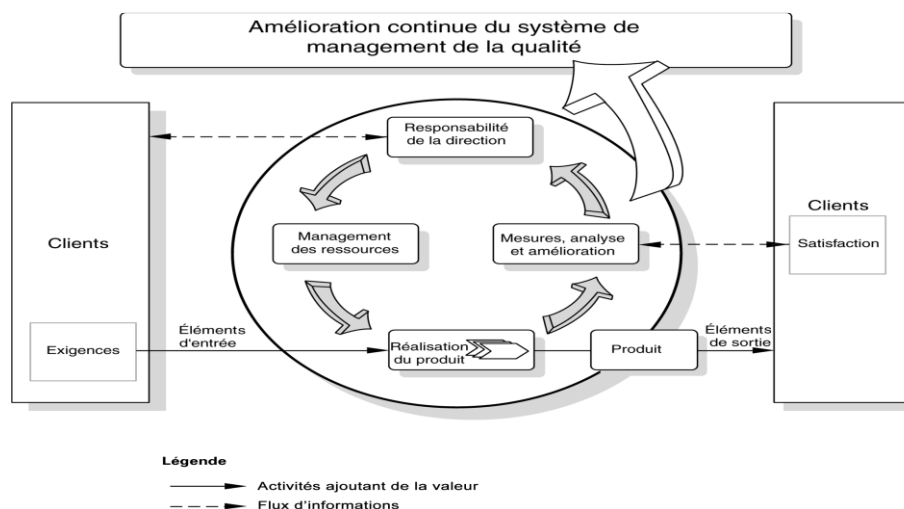 Amélioration continue du système de
management de la qualité
Responsabilité
de la direction
Clients
Clients
Management
des ressources
Mesures, analyse
et amélioration
Satisfaction
Exigences
Éléments
d'entrée
Réalisation
du produit
Produit
Éléments
de sortie
Légende
Activités ajoutant de la valeur
Flux d'informations